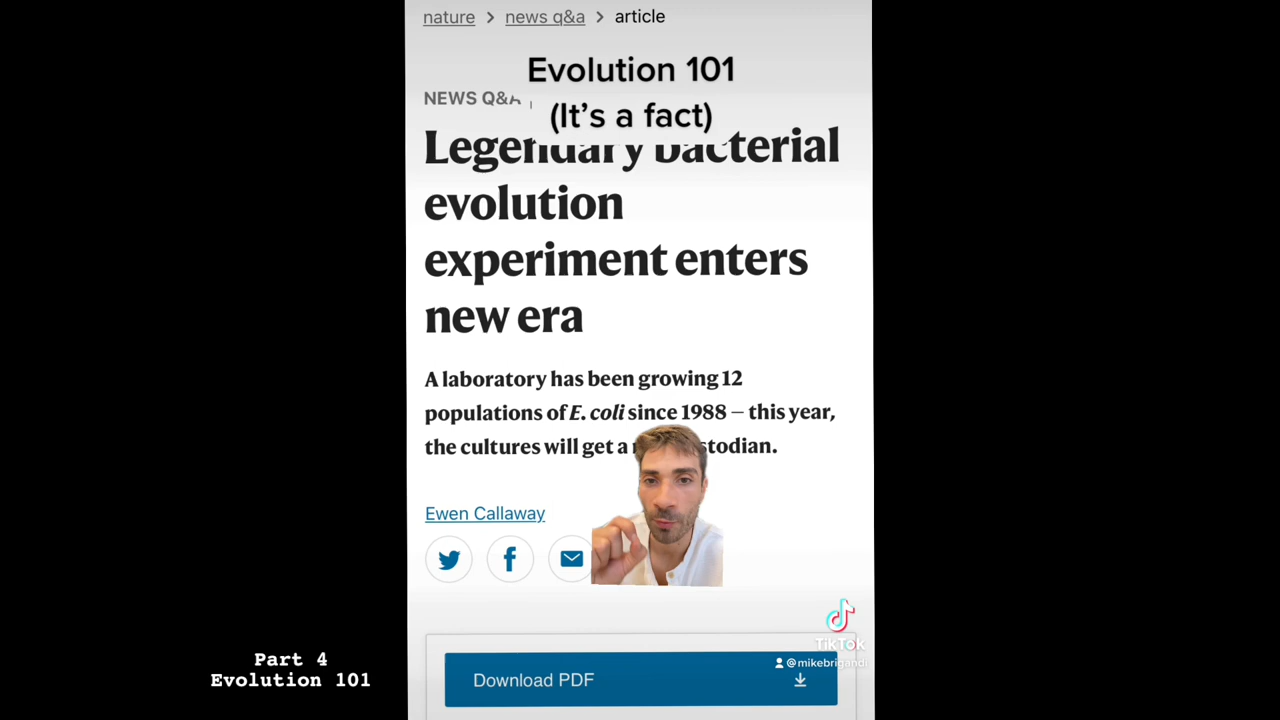 nature > news q&a > article
Evolution 101
NEWS Q&A
(It's a fact)
Legendary bacterial
evolution
experiment enters
new era
A laboratory has been growing 12
populations of E. coli since 1988 – this year,
the cultures will get a
Ewen Callaway
Part 4
Evolution 101
TikTok
@mikebrigandi
Download PDF